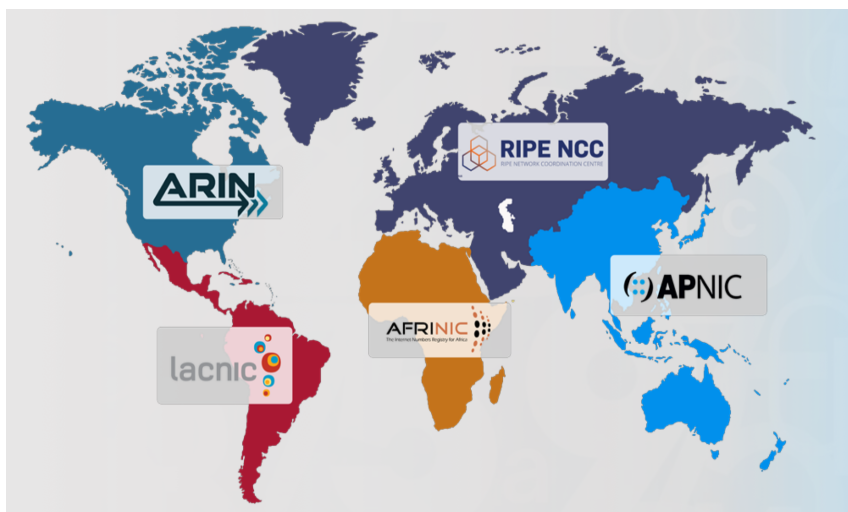 ARIN
RIPE NCC
RIPE NETWORK COORDINATION CENTRE
APNIC
AFRINIC
The Internet Numbers Registry for Africa
lacnic